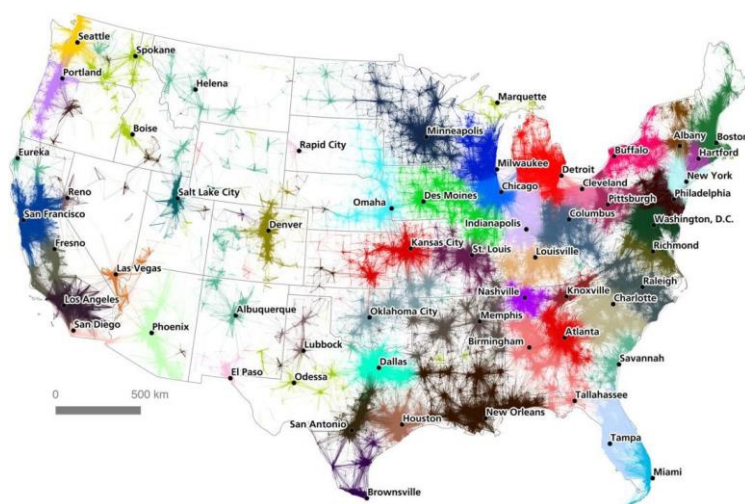 Seattle
Spokane
Portland
Helena
Marquette
Minneapolis
Boise
Rapid City
Albany
Boston
Buffalo
Hartford
Eureka
Milwaukee
Detroit
New York
Reno
Salt Lake City
Omaha
Des Moines
Chicago
Cleveland
Pittsburgh
Philadelphia
San Francisco
Denver
Indianapolis
Columbus
Washington, D.C.
Fresno
Kansas City
St. Louis
Louisville
Richmond
Las Vegas
Los Angeles
Nashville
Knoxville
Raleigh
Charlotte
Albuquerque
Oklahoma City
Memphis
San Diego
Phoenix
Lubbock
Birmingham
Atlanta
El Paso
Odessa
Dallas
Savannah
Tallahassee
500 km
San Antonio
Houston
New Orleans
Tampa
Miami
Brownsville